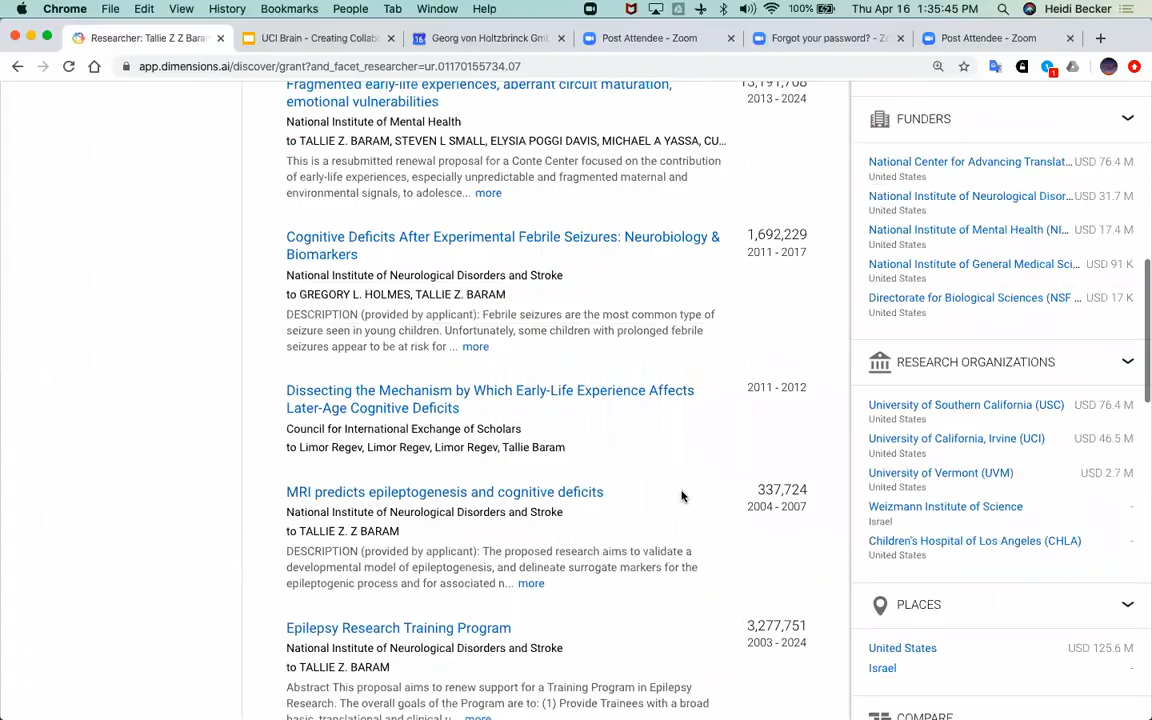 Chrome File Edit View History Bookmarks People Tab Window Help 100% Thu Apr 16 1:35:45 PM Heidi Becker
Researcher: Tallie Z Z Bara UCI Brain - Creating Collab Georg von Holtzbrinck Gm Post Attendee - Zoom Forgot your password? - Z Post Attendee - Zoom
app.dimensions.ai/discover/grant?and_facet_researcher=ur.01170155734.07
Fragmented early-life experiences, aberrant circuit maturation, 13,191,768
emotional vulnerabilities 2013 - 2024
National Institute of Mental Health
to TALLIE Z. BARAM, STEVEN L SMALL, ELYSIA POGGI DAVIS, MICHAEL A YASSA, CU...
This is a resubmitted renewal proposal for a Conte Center focused on the contribution
of early-life experiences, especially unpredictable and fragmented maternal and
environmental signals, to adolesce... more
Cognitive Deficits After Experimental Febrile Seizures: Neurobiology & 1,692,229
Biomarkers 2011 - 2017
National Institute of Neurological Disorders and Stroke
to GREGORY L. HOLMES, TALLIE Z. BARAM
DESCRIPTION (provided by applicant): Febrile seizures are the most common type of
seizure seen in young children. Unfortunately, some children with prolonged febrile
seizures appear to be at risk for ... more
Dissecting the Mechanism by Which Early-Life Experience Affects 2011 - 2012
Later-Age Cognitive Deficits
Council for International Exchange of Scholars
to Limor Regev, Limor Regev, Limor Regev, Tallie Baram
MRI predicts epileptogenesis and cognitive deficits 337,724
National Institute of Neurological Disorders and Stroke 2004 - 2007
to TALLIE Z. Z BARAM
DESCRIPTION (provided by applicant): The proposed research aims to validate a
developmental model of epileptogenesis, and delineate surrogate markers for the
epileptogenic process and for associated n... more
Epilepsy Research Training Program 3,277,751
National Institute of Neurological Disorders and Stroke 2003 - 2024
to TALLIE Z. BARAM
Abstract This proposal aims to renew support for a Training Program in Epilepsy
Research. The overall goals of the Program are to: (1) Provide Trainees with a broad
basic, translational and clinical u... more
FUNDERS
National Center for Advancing Translat... USD 76.4 M
United States
National Institute of Neurological Disor... USD 31.7 M
United States
National Institute of Mental Health (NI... USD 17.4 M
United States
National Institute of General Medical Sci... USD 91 K
United States
Directorate for Biological Sciences (NSF ... USD 17 K
United States
RESEARCH ORGANIZATIONS
University of Southern California (USC) USD 76.4 M
United States
University of California, Irvine (UCI) USD 46.5 M
United States
University of Vermont (UVM) USD 2.7 M
United States
Weizmann Institute of Science -
Israel
Children's Hospital of Los Angeles (CHLA) -
United States
PLACES
United States USD 125.6 M
Israel -
COMPARE